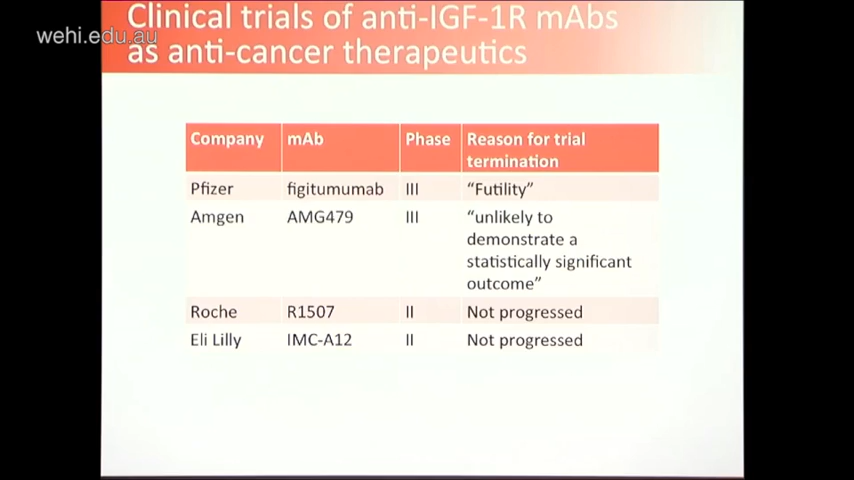 Clinical trials of anti-IGF-1R mAbs
wehi.edu.au
as anti-cancer therapeutics
Company mAb Phase Reason for trial
termination
Pfizer figitumumab III “Futility”
Amgen AMG479 III “unlikely to
demonstrate a
statistically significant
outcome”
Roche R1507 II Not progressed
Eli Lilly IMC-A12 II Not progressed